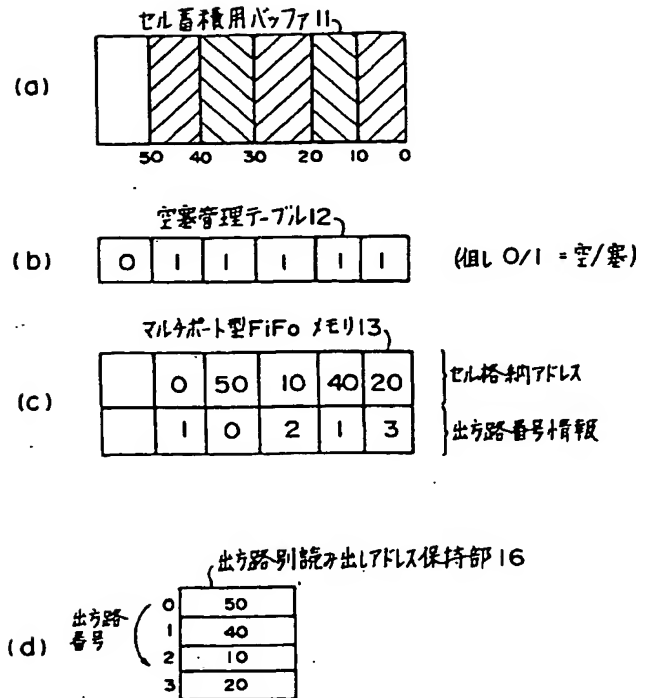 セル蓄積用バッファ11
(a)
50 40 30 20 10 0
空塞管理テーブル12
(b) 0 1 1 1 1 1 (但し 0/1 = 空/塞)
マルチポート型FiFoメモリ13
(c)
0 50 10 40 20 セル格納アドレス
1 0 2 1 3 出方路番号情報
出方路別読み出しアドレス保持部16
(d)
出方路
番号
0 50
1 40
2 10
3 20